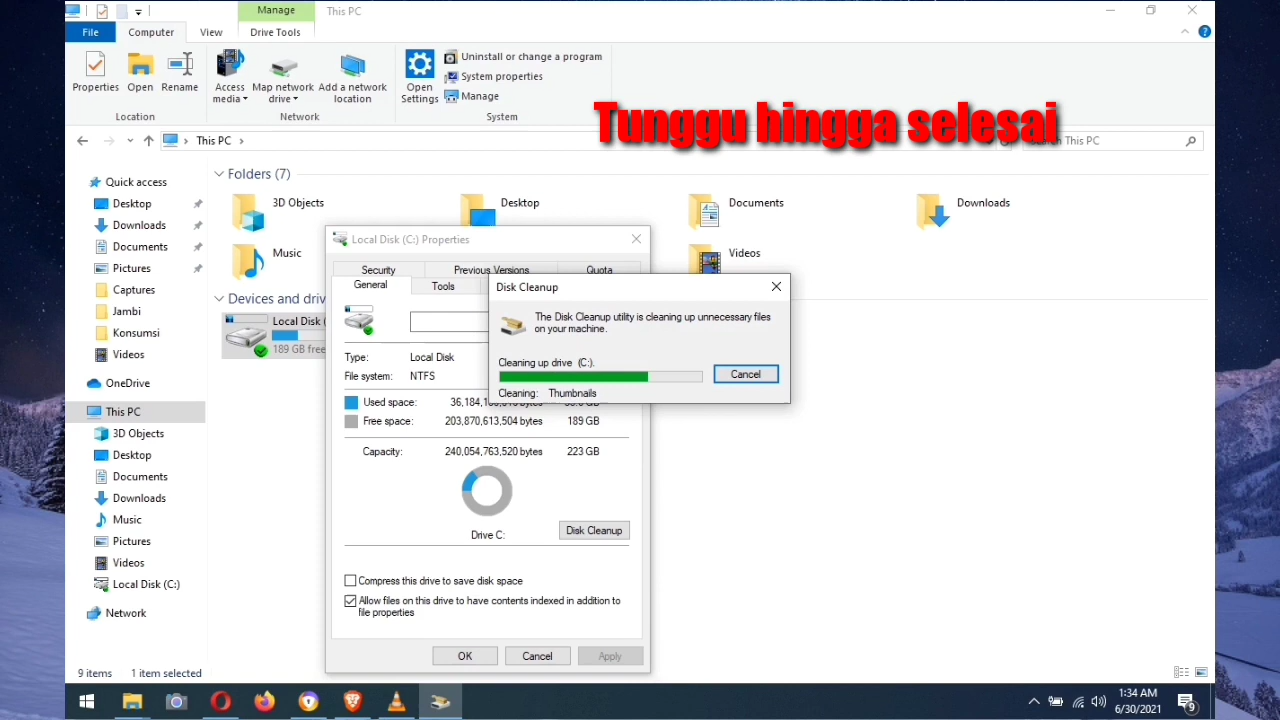 Manage
This PC
File
Computer
View
Drive Tools
Properties
Open
Rename
Access
media
Map network
drive
Add a network
location
Open
Settings
Uninstall or change a program
System properties
Manage
Location
Network
System
Tunggu hingga selesai
This PC
This PC
Quick access
Desktop
Downloads
Documents
Pictures
Captures
Jambi
Konsumsi
Videos
OneDrive
This PC
3D Objects
Desktop
Documents
Downloads
Music
Pictures
Videos
Local Disk (C:)
Network
Folders (7)
3D Objects
Desktop
Documents
Downloads
Music
Videos
Devices and
Local Disk
189 GB free
Local Disk (C:) Properties
Security
Previous Versions
Quota
General
Tools
Type:
Local Disk
File system:
NTFS
Used space:
Free space:
203,870,613,504 bytes
189 GB
Capacity:
240,054,763,520 bytes
223 GB
Drive C:
Disk Cleanup
Compress this drive to save disk space
Allow files on this drive to have contents indexed in addition to
file properties
OK
Cancel
Apply
Disk Cleanup
The Disk Cleanup utility is cleaning up unnecessary files
on your machine.
Cleaning up drive (C:).
Cancel
Cleaning: Thumbnails
9 items
1 item selected
1:34 AM
6/30/2021
9